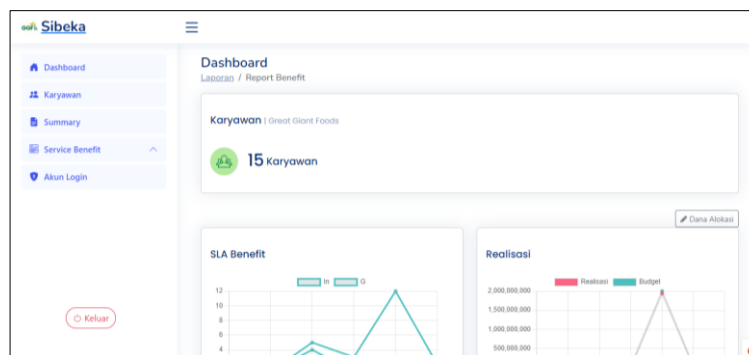 Sibeka
Dashboard
Karyawan
Summary
Service Benefit
Akun Login
Keluar
Dashboard
Laporan / Report Benefit
Karyawan | Great Giant Foods
15 Karyawan
Dana Alokasi
SLA Benefit
In G
12
10
8
6
4
Realisasi
Realisasi Budget
2,000,000,000
1,500,000,000
1,000,000,000
500,000,000